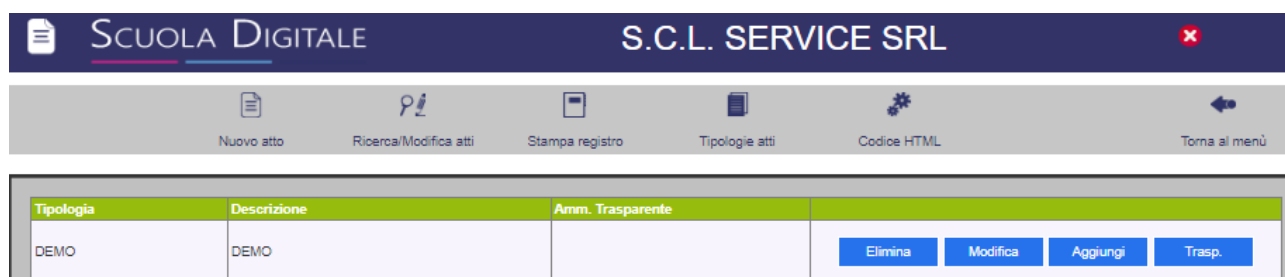 SCUOLA DIGITALE S.C.L. SERVICE SRL
Nuovo atto Ricerca/Modifica atti Stampa registro Tipologie atti Codice HTML Torna al menù
Tipologia Descrizione Amm. Trasparente
DEMO DEMO Elimina Modifica Aggiungi Trasp.